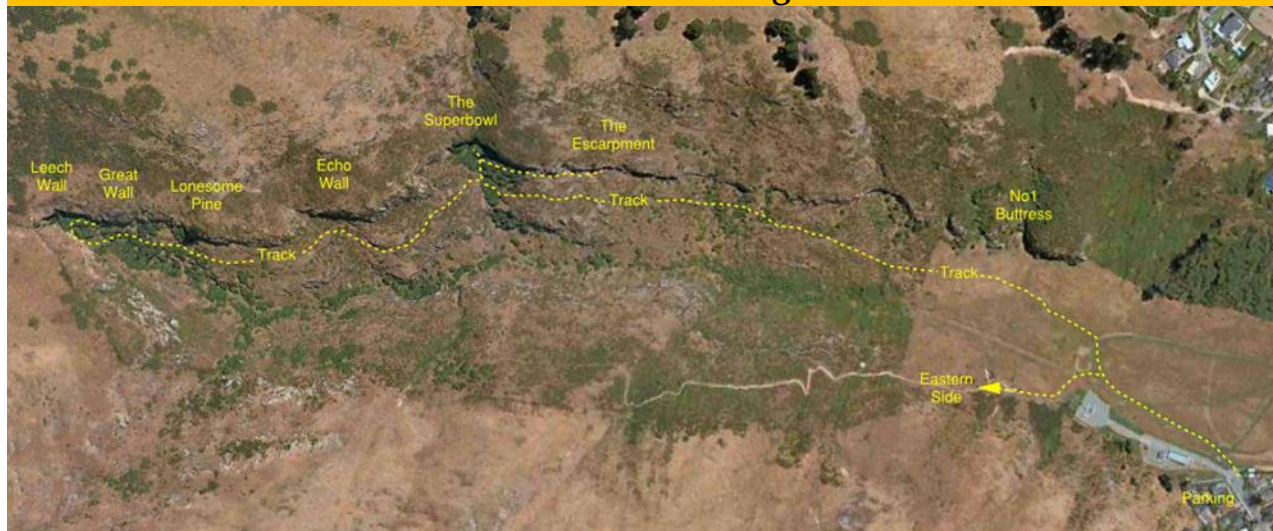 The
Superbowl
The
Escarpment
Leech
Wall
Great
Wall
Lonesome
Pine
Echo
Wall
No1
Buttress
Track
Track
Track
Eastern
Side
Parking